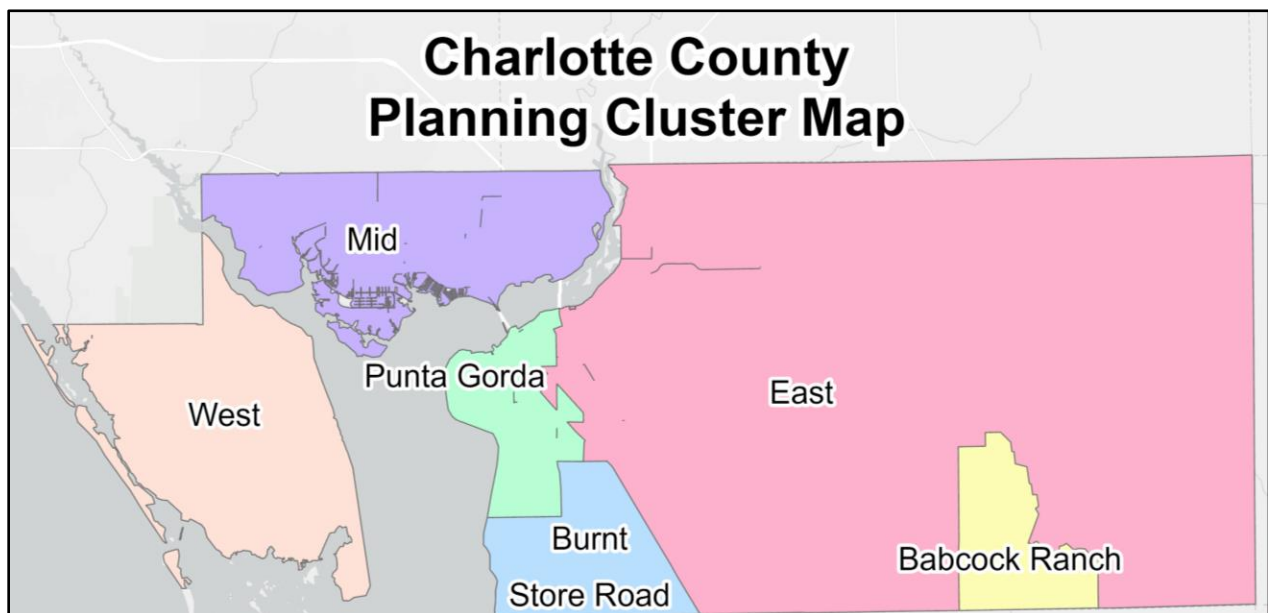 Charlotte County
Planning Cluster Map
Mid
Punta Gorda
West
East
Burnt
Store Road
Babcock Ranch